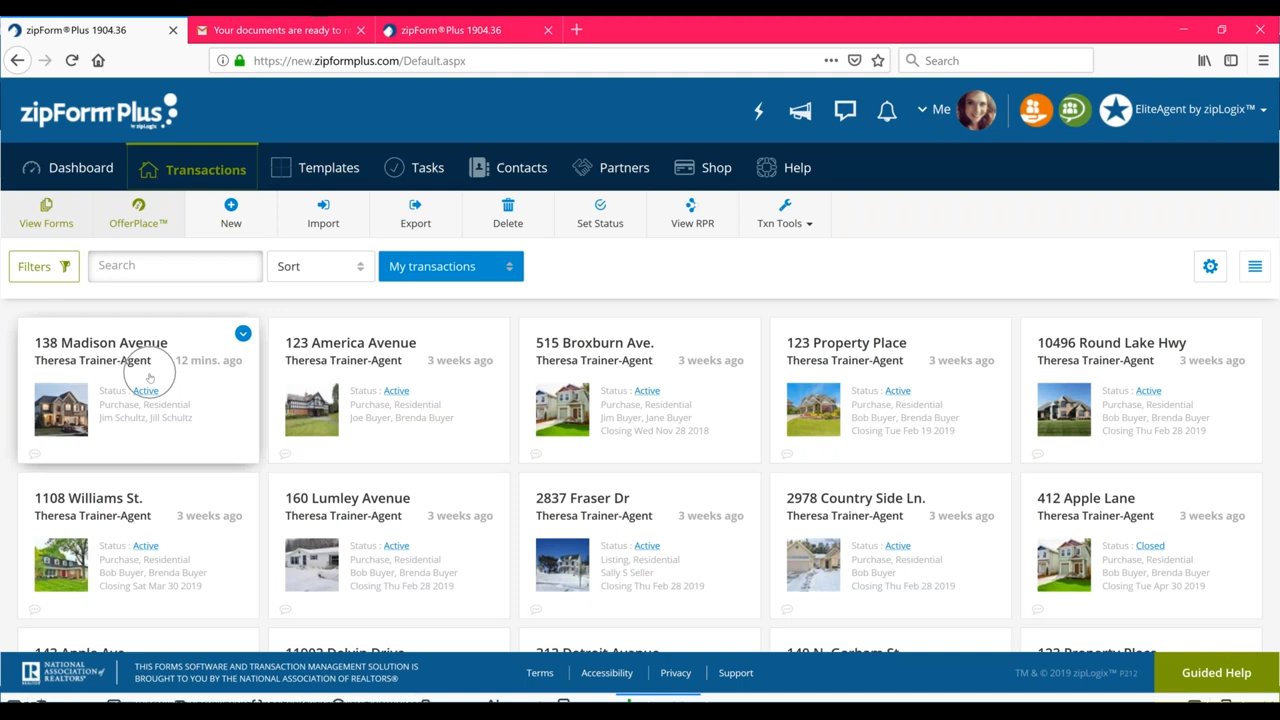 zipForm®Plus 1904.36
Your documents are ready to r
zipForm®Plus 1904.36
https://new.zipformplus.com/Default.aspx
Search
zipForm Plus
by zipLogix
Me
EliteAgent by zipLogix™
Dashboard
Transactions
Templates
Tasks
Contacts
Partners
Shop
Help
View Forms
OfferPlace™
New
Import
Export
Delete
Set Status
View RPR
Txn Tools
Filters
Search
Sort
My transactions
138 Madison Avenue
Theresa Trainer-Agent 12 mins. ago
Status : Active
Purchase, Residential
Jim Schultz, Jill Schultz
123 America Avenue
Theresa Trainer-Agent 3 weeks ago
Status : Active
Purchase, Residential
Joe Buyer, Brenda Buyer
515 Broxburn Ave.
Theresa Trainer-Agent 3 weeks ago
Status : Active
Purchase, Residential
Jim Buyer, Jane Buyer
Closing Wed Nov 28 2018
123 Property Place
Theresa Trainer-Agent 3 weeks ago
Status : Active
Purchase, Residential
Bob Buyer, Brenda Buyer
Closing Tue Feb 19 2019
10496 Round Lake Hwy
Theresa Trainer-Agent 3 weeks ago
Status : Active
Purchase, Residential
Bob Buyer, Brenda Buyer
Closing Thu Feb 28 2019
1108 Williams St.
Theresa Trainer-Agent 3 weeks ago
Status : Active
Purchase, Residential
Bob Buyer, Brenda Buyer
Closing Sat Mar 30 2019
160 Lumley Avenue
Theresa Trainer-Agent 3 weeks ago
Status : Active
Purchase, Residential
Bob Buyer, Brenda Buyer
Closing Thu Feb 28 2019
2837 Fraser Dr
Theresa Trainer-Agent 3 weeks ago
Status : Active
Listing, Residential
Sally S Seller
Closing Thu Feb 28 2019
2978 Country Side Ln.
Theresa Trainer-Agent 3 weeks ago
Status : Active
Purchase, Residential
Bob Buyer
Closing Thu Feb 28 2019
412 Apple Lane
Theresa Trainer-Agent 3 weeks ago
Status : Closed
Purchase, Residential
Bob Buyer, Brenda Buyer
Closing Tue Apr 30 2019
NATIONAL ASSOCIATION of REALTORS®
THIS FORMS SOFTWARE AND TRANSACTION MANAGEMENT SOLUTION IS
BROUGHT TO YOU BY THE NATIONAL ASSOCIATION OF REALTORS®
Terms
Accessibility
Privacy
Support
TM & © 2019 zipLogix™ P212
Guided Help